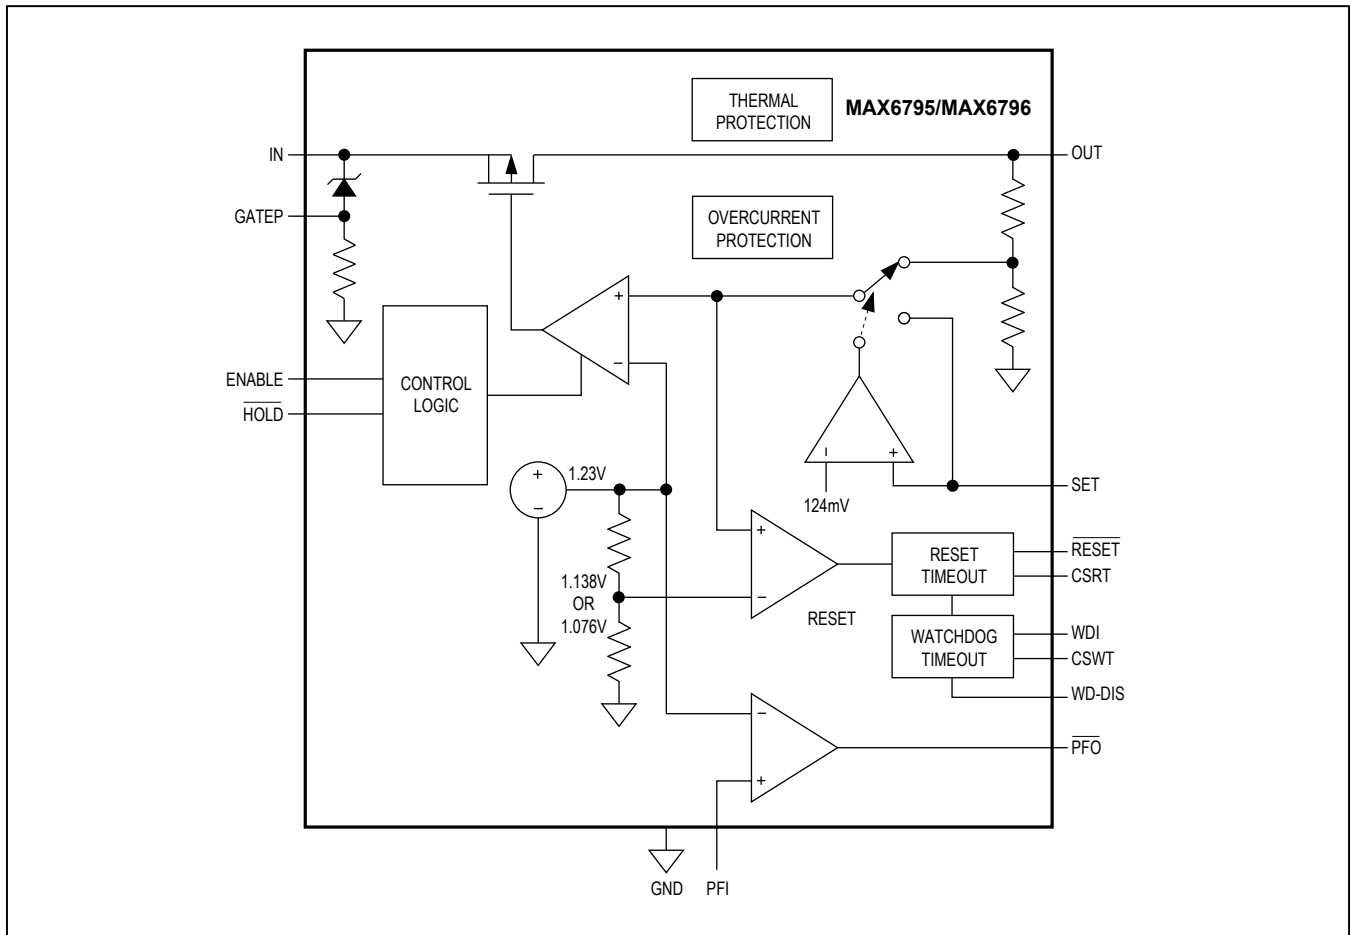 THERMAL
PROTECTION
MAX6795/MAX6796
IN
OUT
GATEP
OVERCURRENT
PROTECTION
+
−
ENABLE
HOLD
CONTROL
LOGIC
+
−
1.23V
−
+
124mV
SET
1.138V
OR
1.076V
+
−
RESET
RESET
TIMEOUT
RESET
CSRT
WATCHDOG
TIMEOUT
WDI
CSWT
WD-DIS
−
+
PFO
GND
PFI